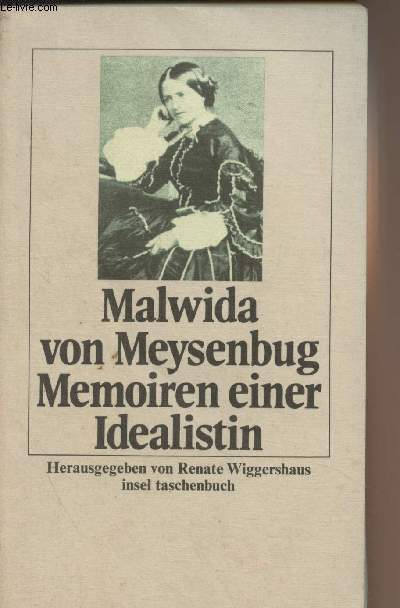 Le-livre.com
Malwida
von Meysenbug
Memoiren einer
Idealistin
Herausgegeben von Renate Wiggershaus
insel taschenbuch